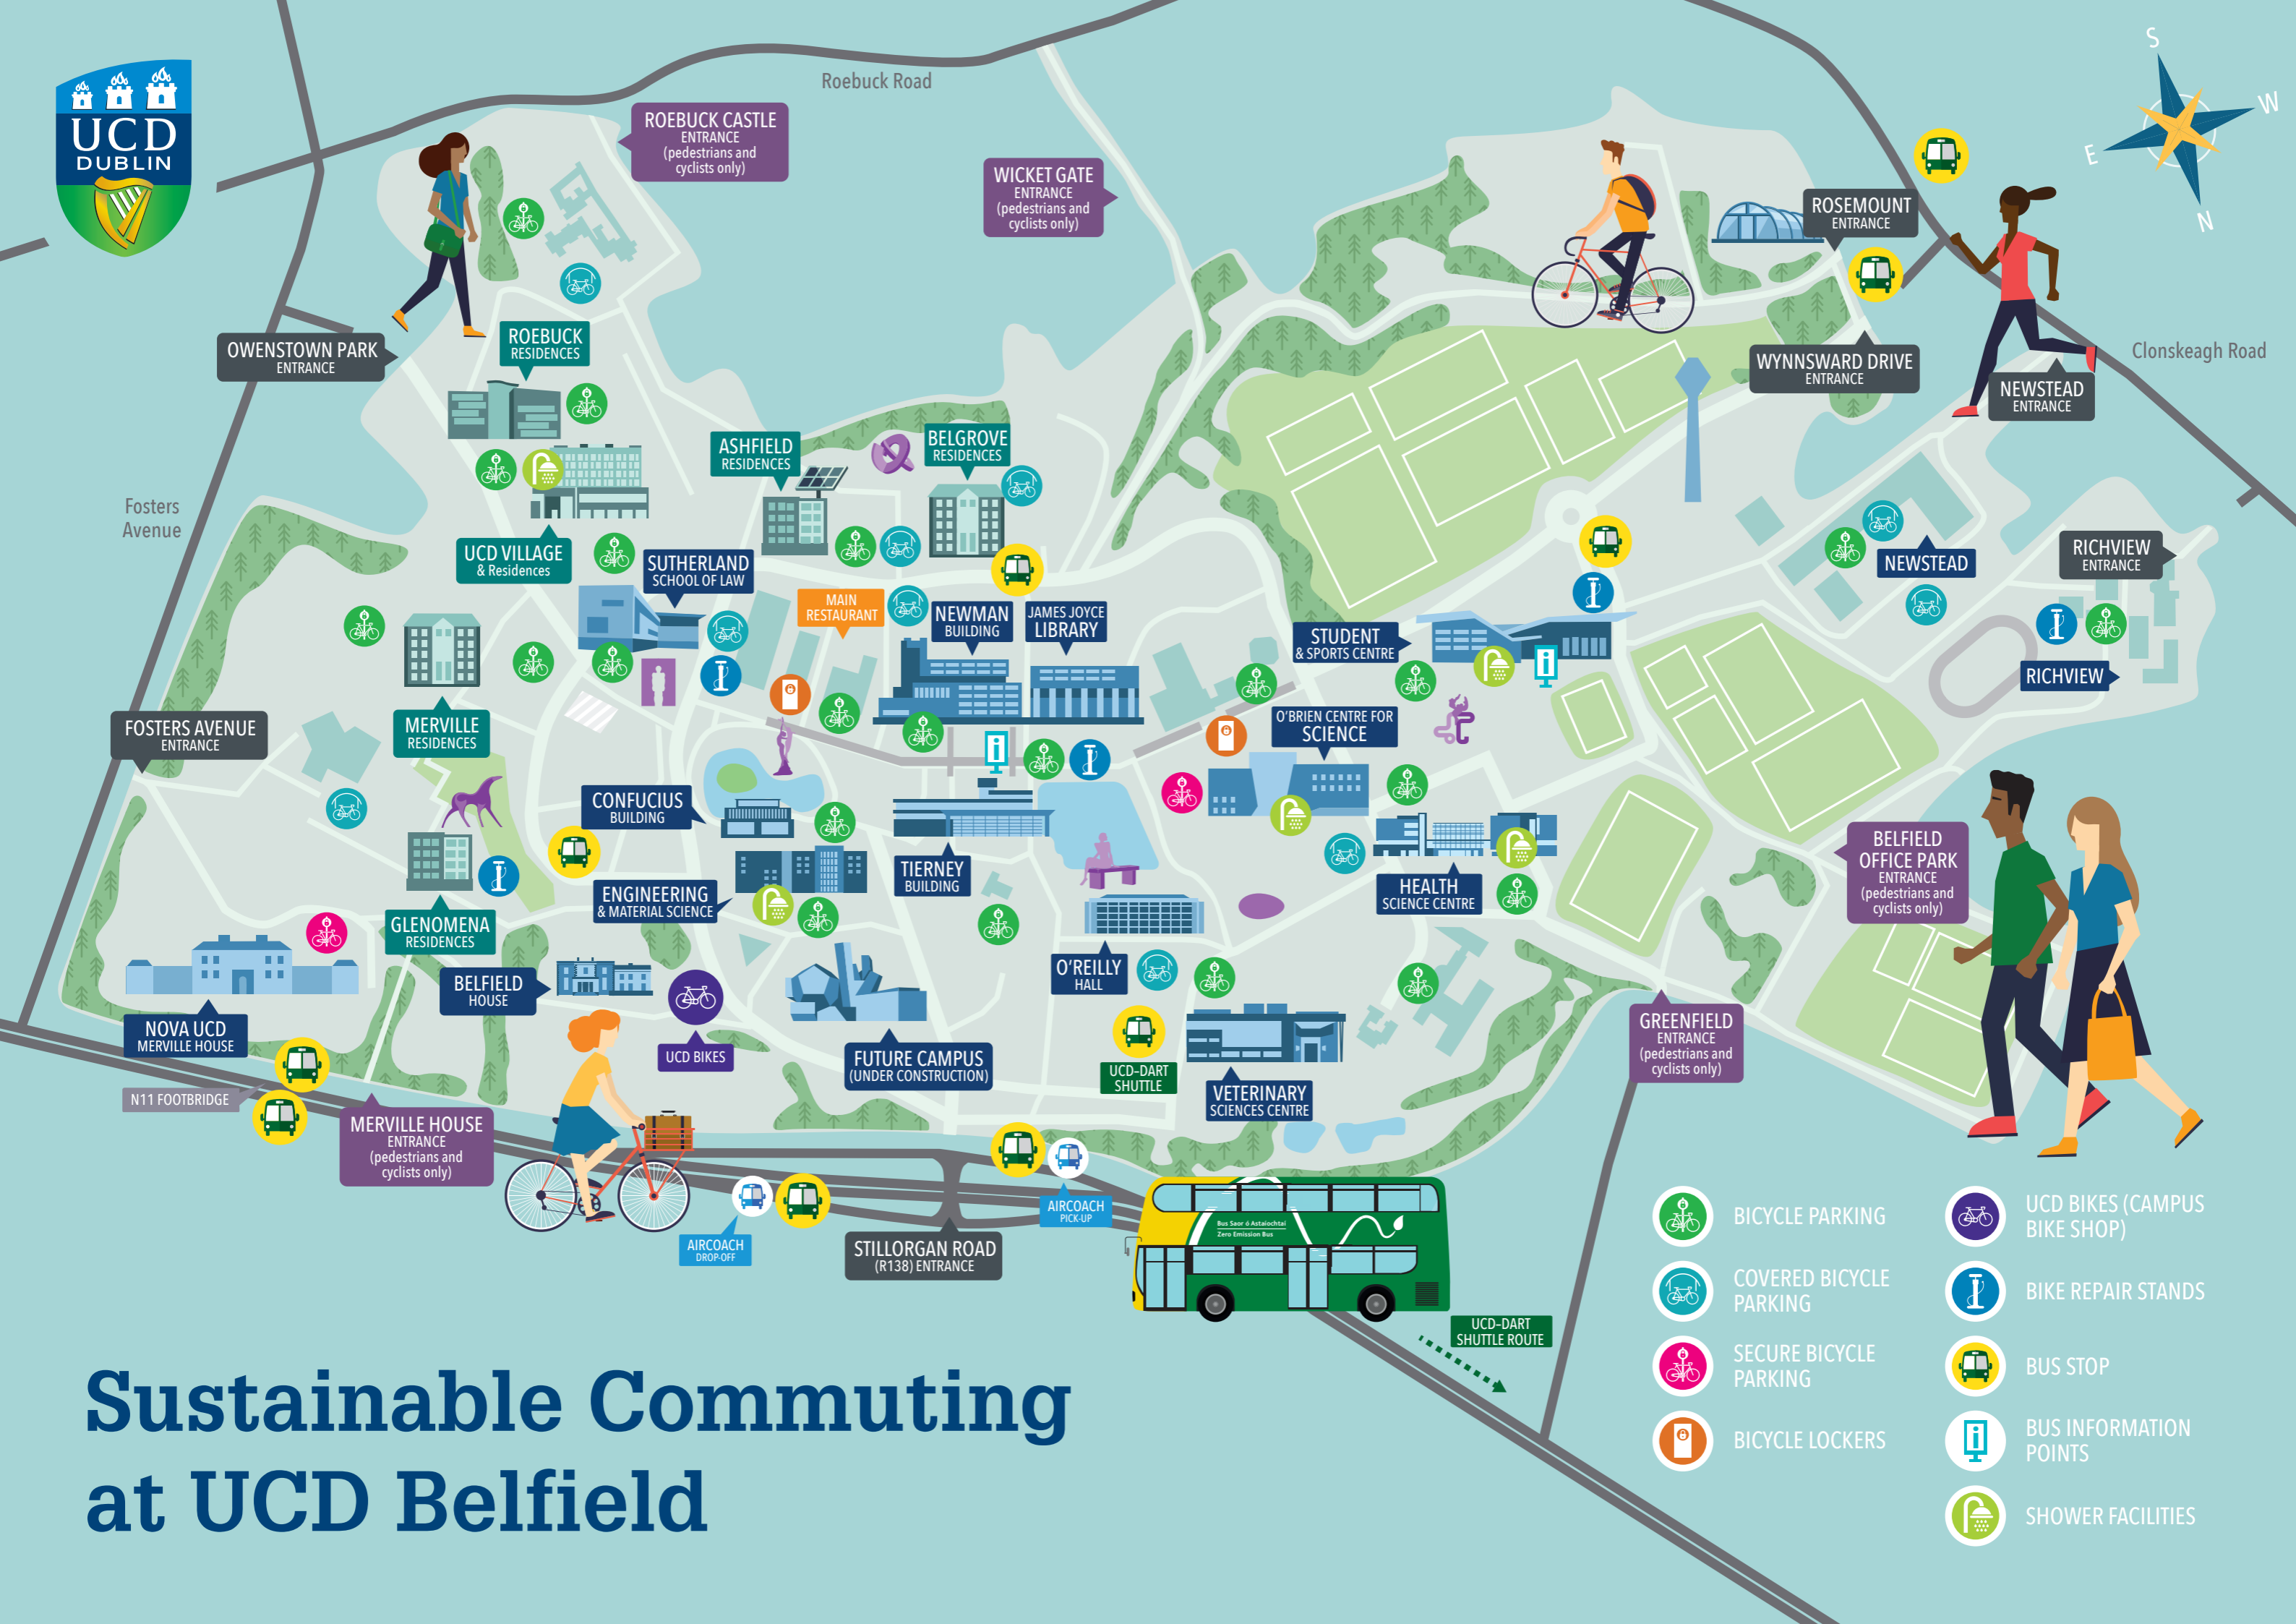 UCD
DUBLIN
Roebuck Road
ROEBUCK CASTLE
ENTRANCE
(pedestrians and
cyclists only)
WICKET GATE
ENTRANCE
(pedestrians and
cyclists only)
S
W
E
N
ROSEMOUNT
ENTRANCE
OWENSTOWN PARK
ENTRANCE
ROEBUCK
RESIDENCES
WYNNSWARD DRIVE
ENTRANCE
NEWSTEAD
ENTRANCE
Clonskeagh Road
ASHFIELD
RESIDENCES
BELGROVE
RESIDENCES
Fosters
Avenue
UCD VILLAGE
& Residences
SUTHERLAND
SCHOOL OF LAW
MAIN
RESTAURANT
NEWMAN
BUILDING
JAMES JOYCE
LIBRARY
STUDENT
& SPORTS CENTRE
NEWSTEAD
RICHVIEW
ENTRANCE
RICHVIEW
FOSTERS AVENUE
ENTRANCE
MERVILLE
RESIDENCES
O'BRIEN CENTRE FOR
SCIENCE
CONFUCIUS
BUILDING
ENGINEERING
& MATERIAL SCIENCE
TIERNEY
BUILDING
HEALTH
SCIENCE CENTRE
BELFIELD
OFFICE PARK
ENTRANCE
(pedestrians and
cyclists only)
GLENOMENA
RESIDENCES
BELFIELD
HOUSE
O'REILLY
HALL
NOVA UCD
MERVILLE HOUSE
UCD BIKES
FUTURE CAMPUS
(UNDER CONSTRUCTION)
UCD-DART
SHUTTLE
VETERINARY
SCIENCES CENTRE
GREENFIELD
ENTRANCE
(pedestrians and
cyclists only)
N11 FOOTBRIDGE
MERVILLE HOUSE
ENTRANCE
(pedestrians and
cyclists only)
AIRCOACH
DROP-OFF
STILLORGAN ROAD
(R138) ENTRANCE
AIRCOACH
PICK-UP
Bus Saor ó Astaíochtaí
Zero Emission Bus
UCD-DART
SHUTTLE ROUTE
Sustainable Commuting
at UCD Belfield
BICYCLE PARKING
COVERED BICYCLE
PARKING
SECURE BICYCLE
PARKING
BICYCLE LOCKERS
UCD BIKES (CAMPUS
BIKE SHOP)
BIKE REPAIR STANDS
BUS STOP
BUS INFORMATION
POINTS
SHOWER FACILITIES